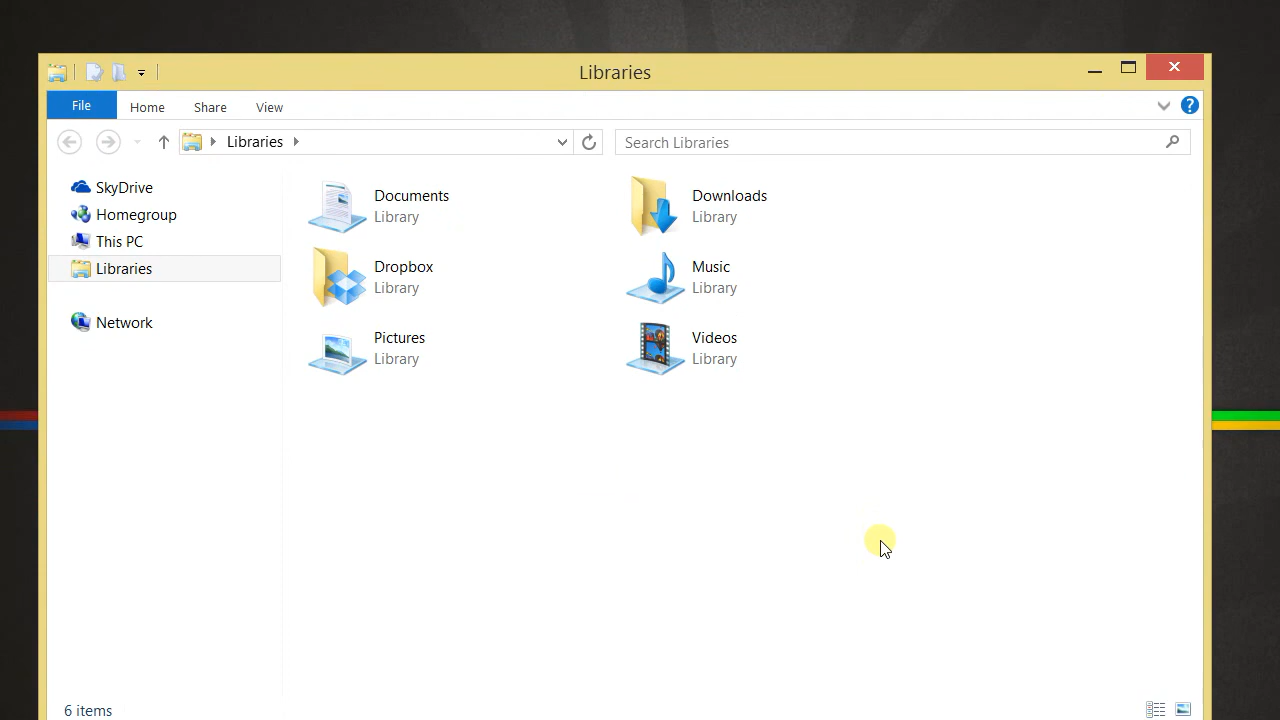 Libraries
File Home Share View
Libraries
Search Libraries
SkyDrive
Homegroup
This PC
Libraries
Network
Documents
Library
Downloads
Library
Dropbox
Library
Music
Library
Pictures
Library
Videos
Library
6 items